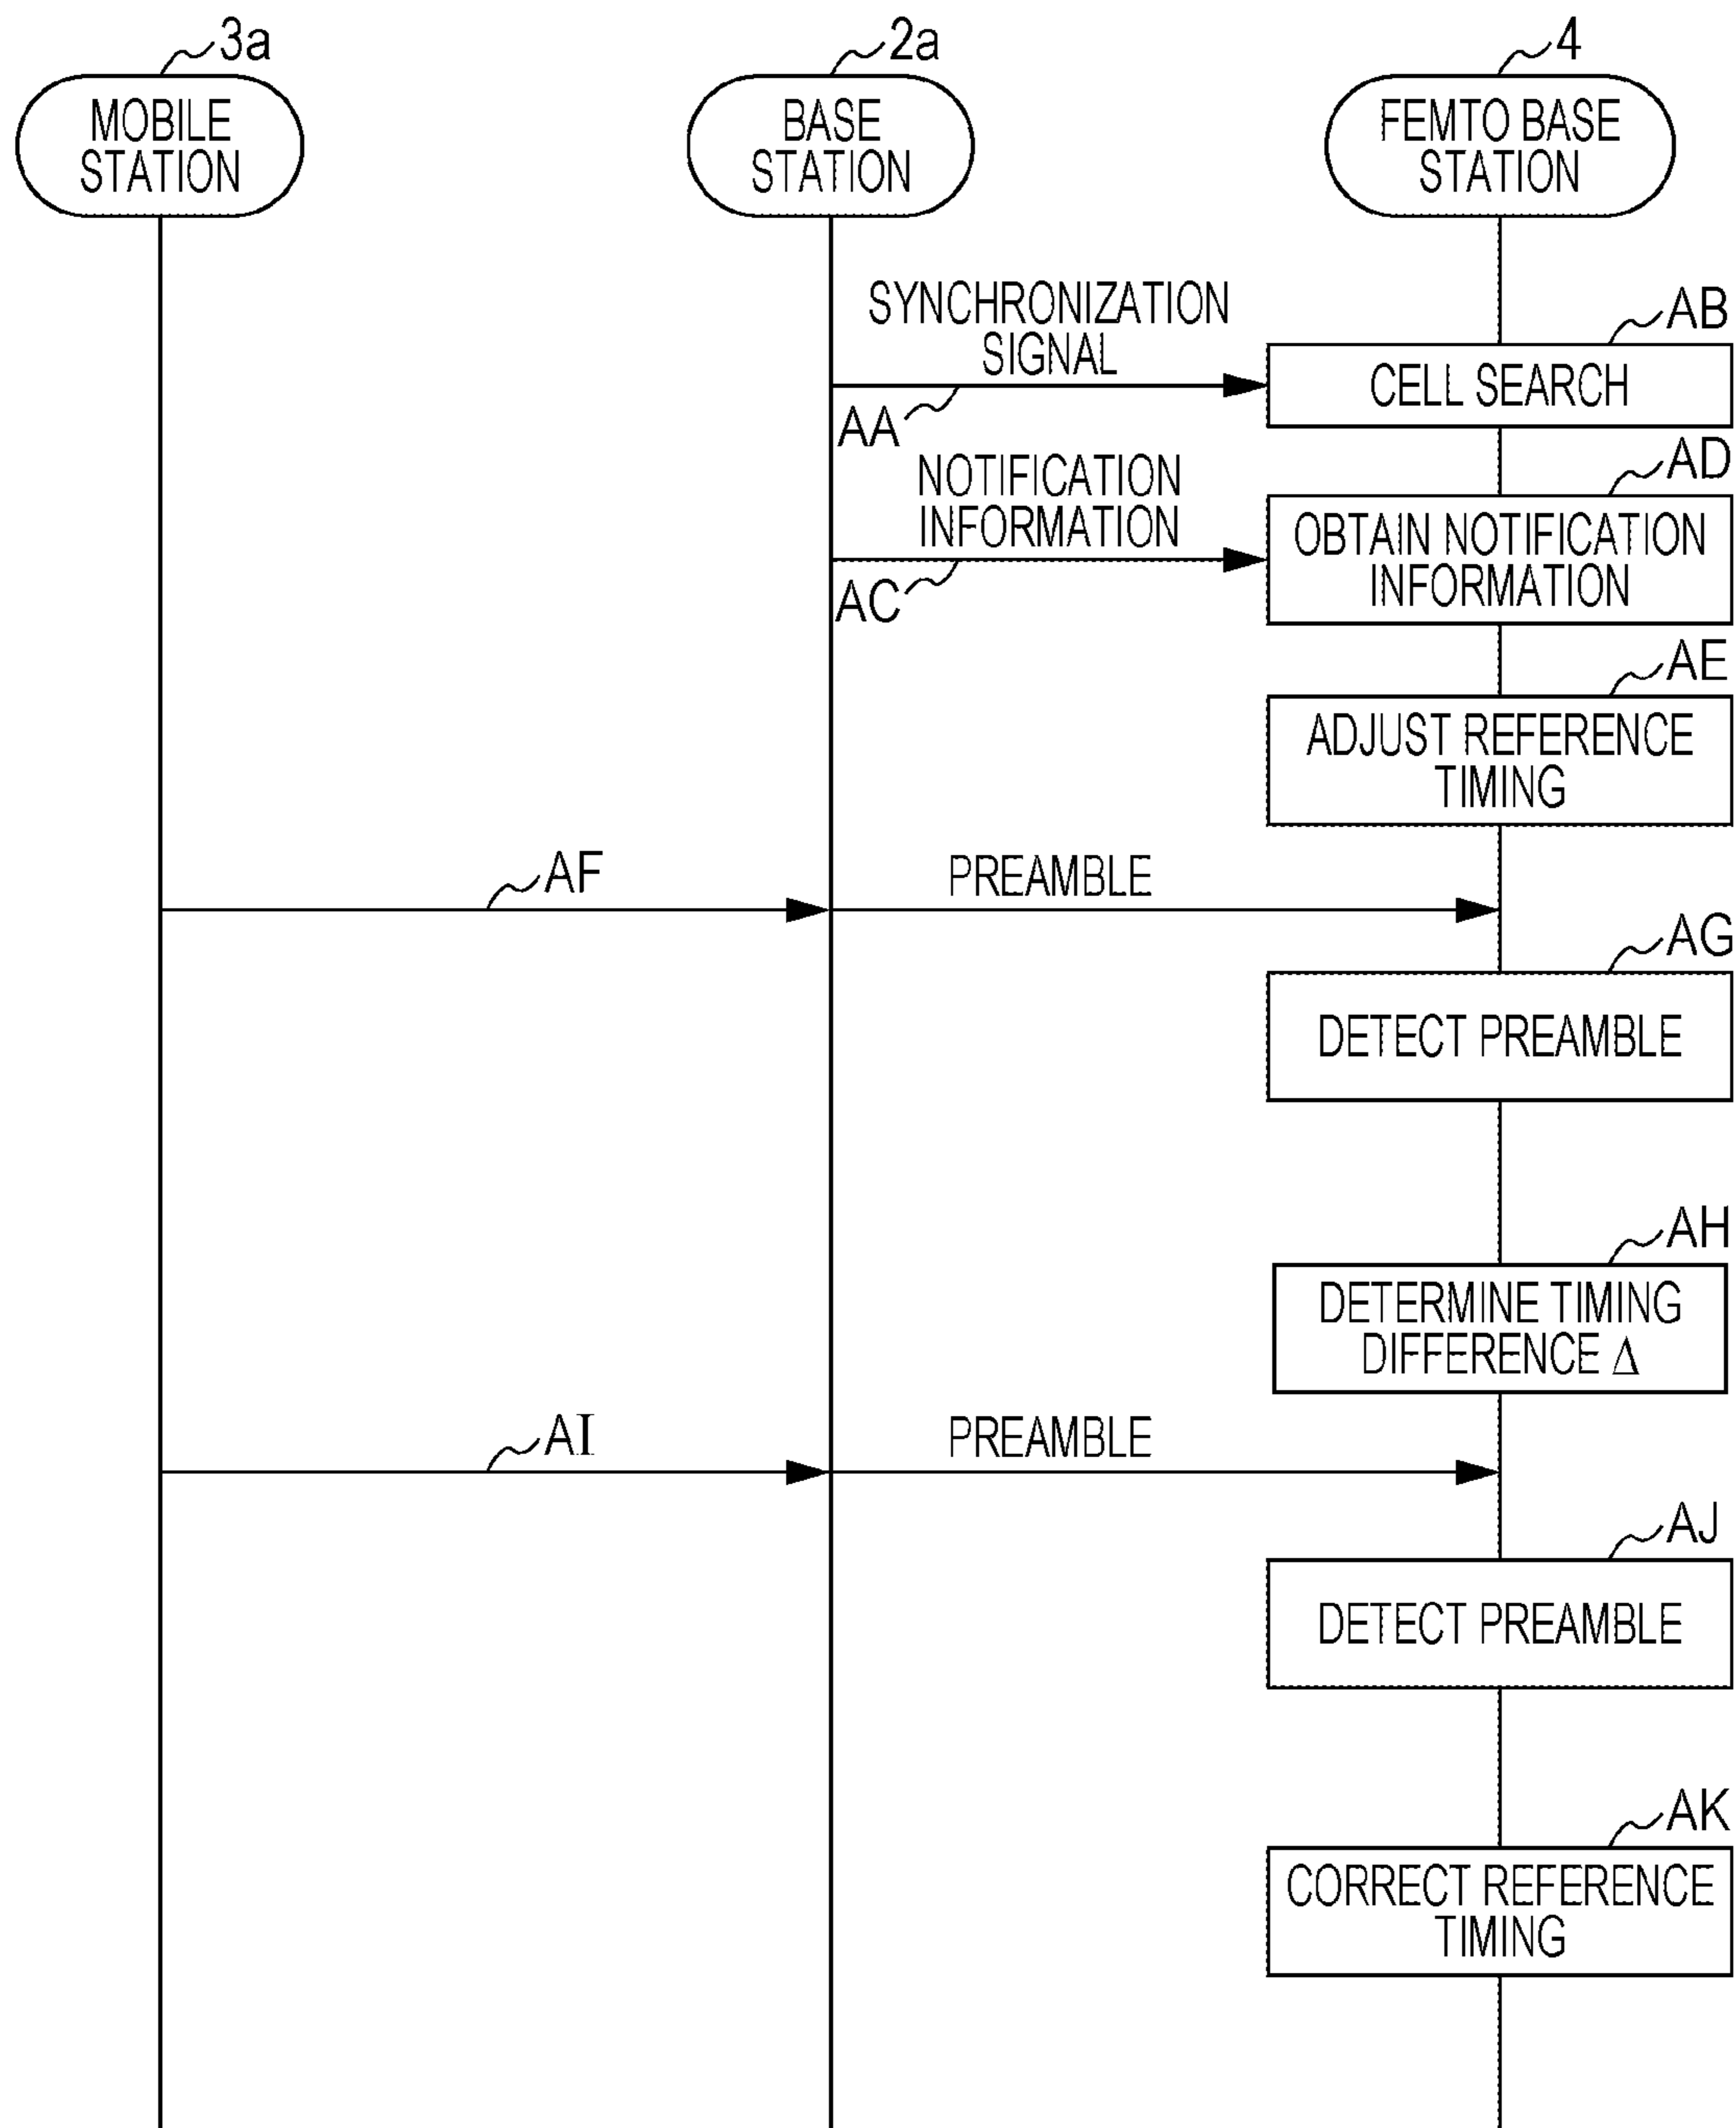 3a
2a
4
MOBILE
STATION
BASE
STATION
FEMTO BASE
STATION
SYNCHRONIZATION
SIGNAL
AA
AB
CELL SEARCH
NOTIFICATION
INFORMATION
AC
AD
OBTAIN NOTIFICATION
INFORMATION
AE
ADJUST REFERENCE
TIMING
AF
PREAMBLE
AG
DETECT PREAMBLE
AH
DETERMINE TIMING
DIFFERENCE Δ
AI
PREAMBLE
AJ
DETECT PREAMBLE
AK
CORRECT REFERENCE
TIMING